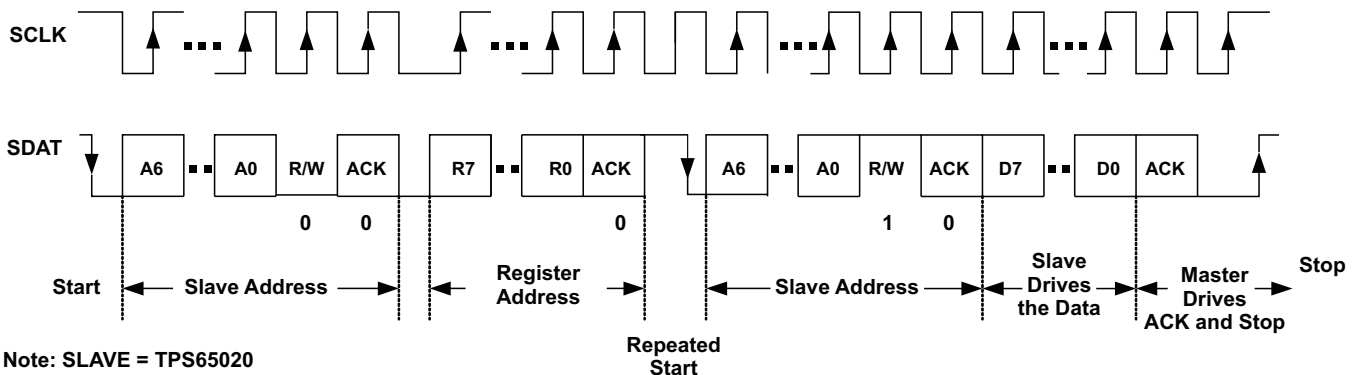 SCLK
SDAT
A6 A0 R/W ACK R7 R0 ACK A6 A0 R/W ACK D7 D0 ACK
0 0 0 1 0
Start
Slave Address
Register
Address
Repeated
Start
Slave Address
Slave
Drives
the Data
Master
Drives
ACK and Stop
Stop
Note: SLAVE = TPS65020